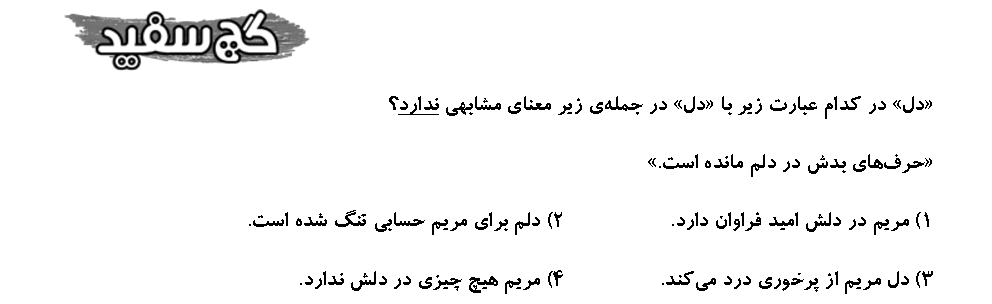 گچ سفید
«دل» در کدام عبارت زیر با «دل» در جمله‌ی زیر معنای مشابهی ندارد؟
«حرف‌های بدش در دلم مانده است.»
۱) مریم در دلش امید فراوان دارد. ۲) دلم برای مریم حسابی تنگ شده است.
۳) دل مریم از پرخوری درد می‌کند. ۴) مریم هیچ چیزی در دلش ندارد.